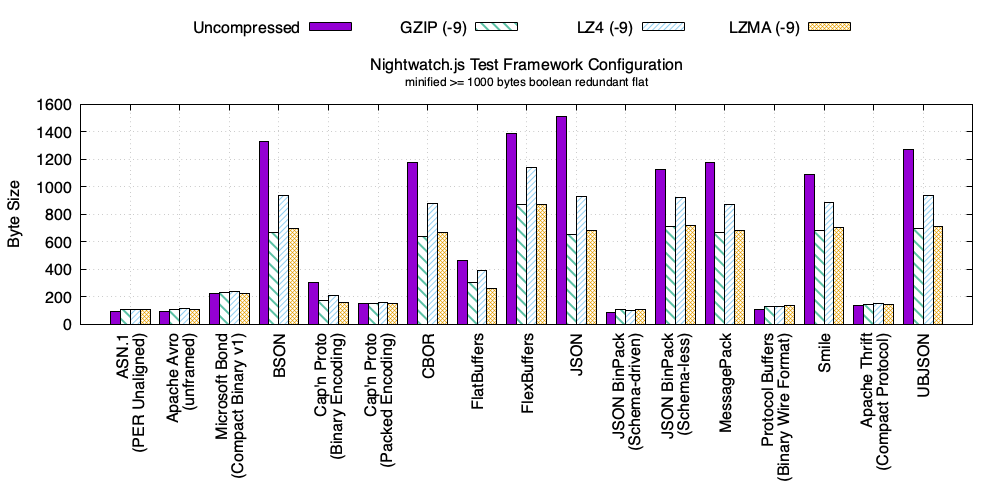 Uncompressed GZIP (-9) LZ4 (-9) LZMA (-9)
Nightwatch.js Test Framework Configuration
minified >= 1000 bytes boolean redundant flat
Byte Size
1600
1400
1200
1000
800
600
400
200
0
ASN.1
(PER Unaligned)
Apache Avro
(unframed)
Microsoft Bond
(Compact Binary v1)
BSON
Cap'n Proto
(Binary Encoding)
Cap'n Proto
(Packed Encoding)
CBOR
FlatBuffers
FlexBuffers
JSON
JSON BinPack
(Schema-driven)
JSON BinPack
(Schema-less)
MessagePack
Protocol Buffers
(Binary Wire Format)
Smile
Apache Thrift
(Compact Protocol)
UBJSON